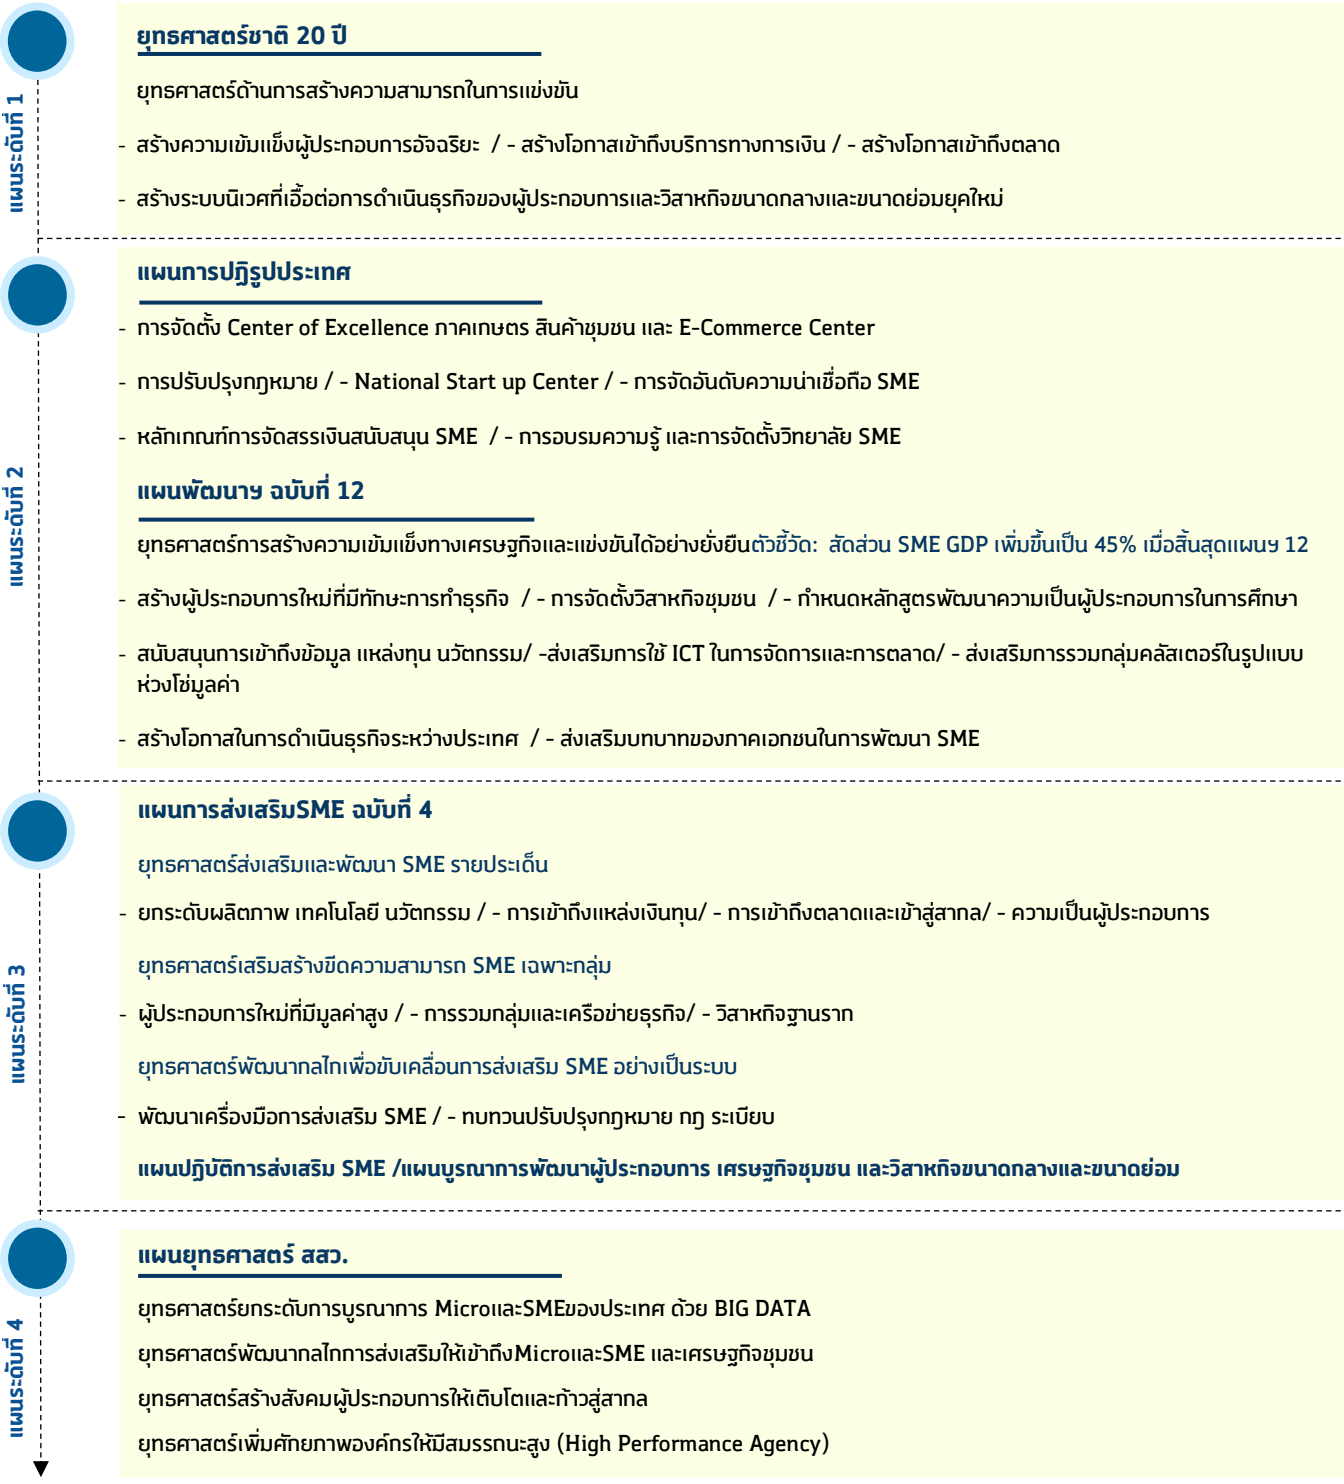 แผนระดับที่ 1
ยุทธศาสตร์ชาติ 20 ปี
ยุทธศาสตร์ด้านการสร้างความสามารถในการแข่งขัน
- สร้างความเข้มแข็งผู้ประกอบการอัจฉริยะ / - สร้างโอกาสเข้าถึงบริการทางการเงิน / - สร้างโอกาสเข้าถึงตลาด
- สร้างระบบนิเวศที่เอื้อต่อการดำเนินธุรกิจของผู้ประกอบการและวิสาหกิจขนาดกลางและขนาดย่อมยุคใหม่
แผนระดับที่ 2
แผนการปฏิรูปประเทศ
- การจัดตั้ง Center of Excellence ภาคเกษตร สินค้าชุมชน และ E-Commerce Center
- การปรับปรุงกฎหมาย / - National Start up Center / - การจัดอันดับความน่าเชื่อถือ SME
- หลักเกณฑ์การจัดสรรเงินสนับสนุน SME / - การอบรมความรู้ และการจัดตั้งวิทยาลัย SME
แผนพัฒนาฯ ฉบับที่ 12
ยุทธศาสตร์การสร้างความเข้มแข็งทางเศรษฐกิจและแข่งขันได้อย่างยั่งยืนตัวชี้วัด: สัดส่วน SME GDP เพิ่มขึ้นเป็น 45% เมื่อสิ้นสุดแผนฯ 12
- สร้างผู้ประกอบการใหม่ที่มีทักษะการทำธุรกิจ / - การจัดตั้งวิสาหกิจชุมชน / - กำหนดหลักสูตรพัฒนาความเป็นผู้ประกอบการในการศึกษา
- สนับสนุนการเข้าถึงข้อมูล แหล่งทุน นวัตกรรม/ -ส่งเสริมการใช้ ICT ในการจัดการและการตลาด/ - ส่งเสริมการรวมกลุ่มคลัสเตอร์ในรูปแบบ
ห่วงโซ่มูลค่า
- สร้างโอกาสในการดำเนินธุรกิจระหว่างประเทศ / - ส่งเสริมบทบาทของภาคเอกชนในการพัฒนา SME
แผนระดับที่ 3
แผนการส่งเสริมSME ฉบับที่ 4
ยุทธศาสตร์ส่งเสริมและพัฒนา SME รายประเด็น
- ยกระดับผลิตภาพ เทคโนโลยี นวัตกรรม / - การเข้าถึงแหล่งเงินทุน/ - การเข้าถึงตลาดและเข้าสู่สากล/ - ความเป็นผู้ประกอบการ
ยุทธศาสตร์เสริมสร้างขีดความสามารถ SME เฉพาะกลุ่ม
- ผู้ประกอบการใหม่ที่มีมูลค่าสูง / - การรวมกลุ่มและเครือข่ายธุรกิจ/ - วิสาหกิจฐานราก
ยุทธศาสตร์พัฒนากลไกเพื่อขับเคลื่อนการส่งเสริม SME อย่างเป็นระบบ
- พัฒนาเครื่องมือการส่งเสริม SME / - ทบทวนปรับปรุงกฎหมาย กฎ ระเบียบ
แผนปฏิบัติการส่งเสริม SME /แผนบูรณาการพัฒนาผู้ประกอบการ เศรษฐกิจชุมชน และวิสาหกิจขนาดกลางและขนาดย่อม
แผนระดับที่ 4
แผนยุทธศาสตร์ สสว.
ยุทธศาสตร์ยกระดับการบูรณาการ MicroและSMEของประเทศ ด้วย BIG DATA
ยุทธศาสตร์พัฒนากลไกการส่งเสริมให้เข้าถึงMicroและSME และเศรษฐกิจชุมชน
ยุทธศาสตร์สร้างสังคมผู้ประกอบการให้เติบโตและก้าวสู่สากล
ยุทธศาสตร์เพิ่มศักยภาพองค์กรให้มีสมรรถนะสูง (High Performance Agency)